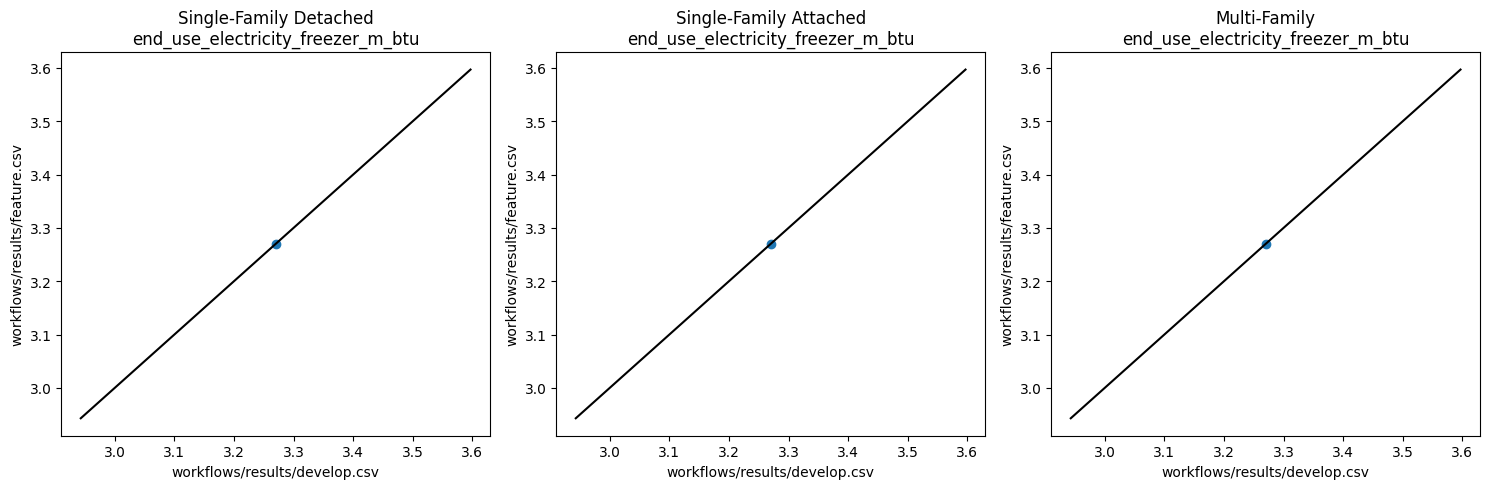 Single-Family Detached
end_use_electricity_freezer_m_btu
3.6
3.5
3.4
3.3
3.2
3.1
3.0
workflows/results/feature.csv
3.0 3.1 3.2 3.3 3.4 3.5 3.6
workflows/results/develop.csv
Single-Family Attached
end_use_electricity_freezer_m_btu
3.6
3.5
3.4
3.3
3.2
3.1
3.0
workflows/results/feature.csv
3.0 3.1 3.2 3.3 3.4 3.5 3.6
workflows/results/develop.csv
Multi-Family
end_use_electricity_freezer_m_btu
3.6
3.5
3.4
3.3
3.2
3.1
3.0
workflows/results/feature.csv
3.0 3.1 3.2 3.3 3.4 3.5 3.6
workflows/results/develop.csv